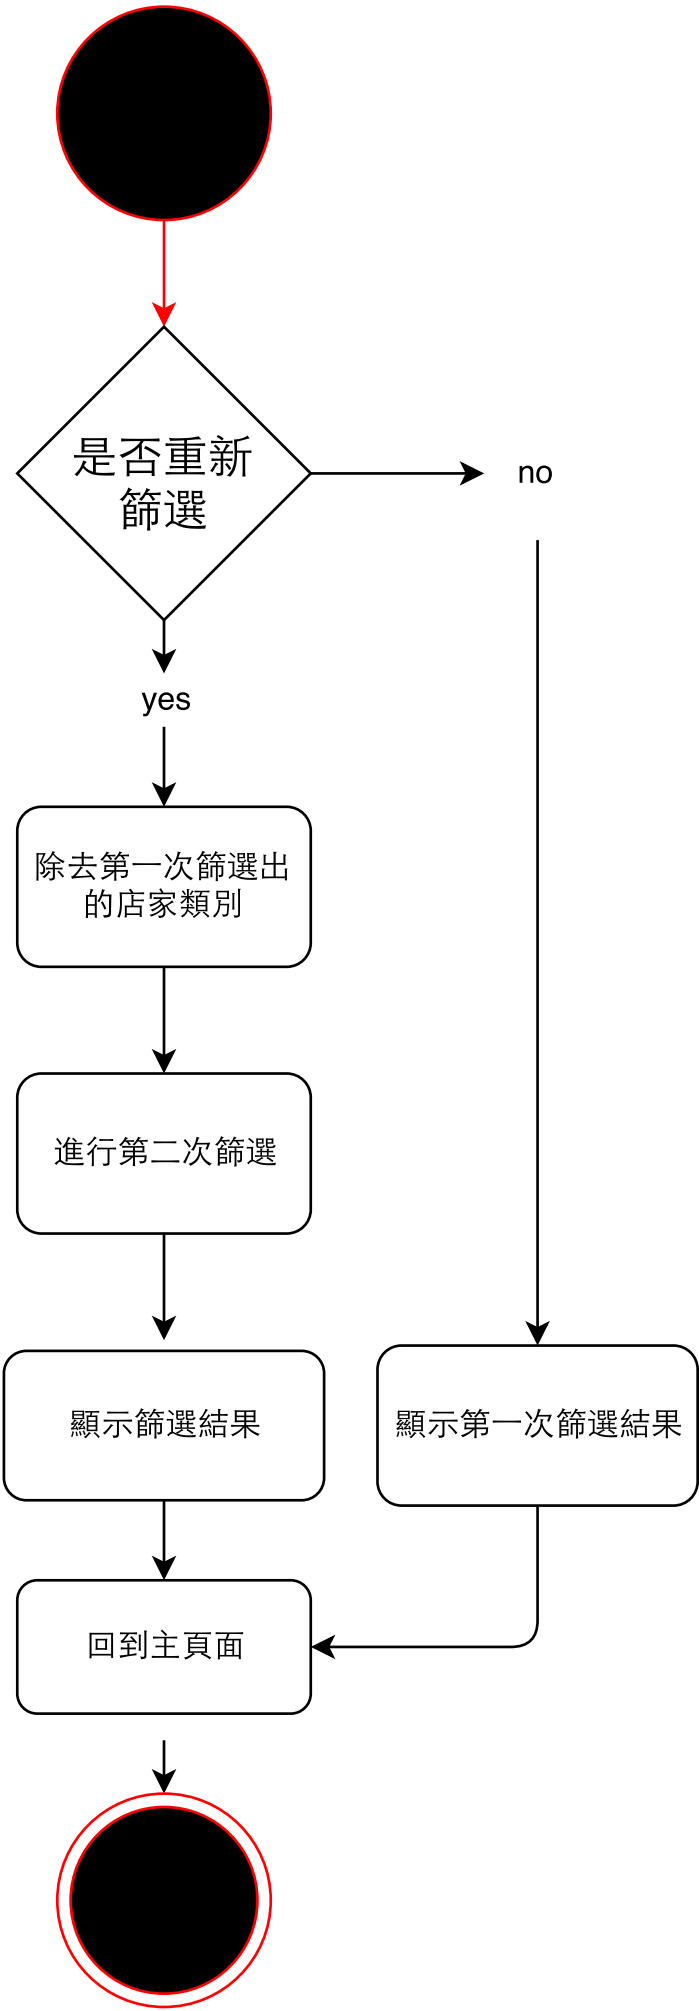 是否重新
篩選
no
yes
除去第一次篩選出
的店家類別
進行第二次篩選
顯示篩選結果
顯示第一次篩選結果
回到主頁面